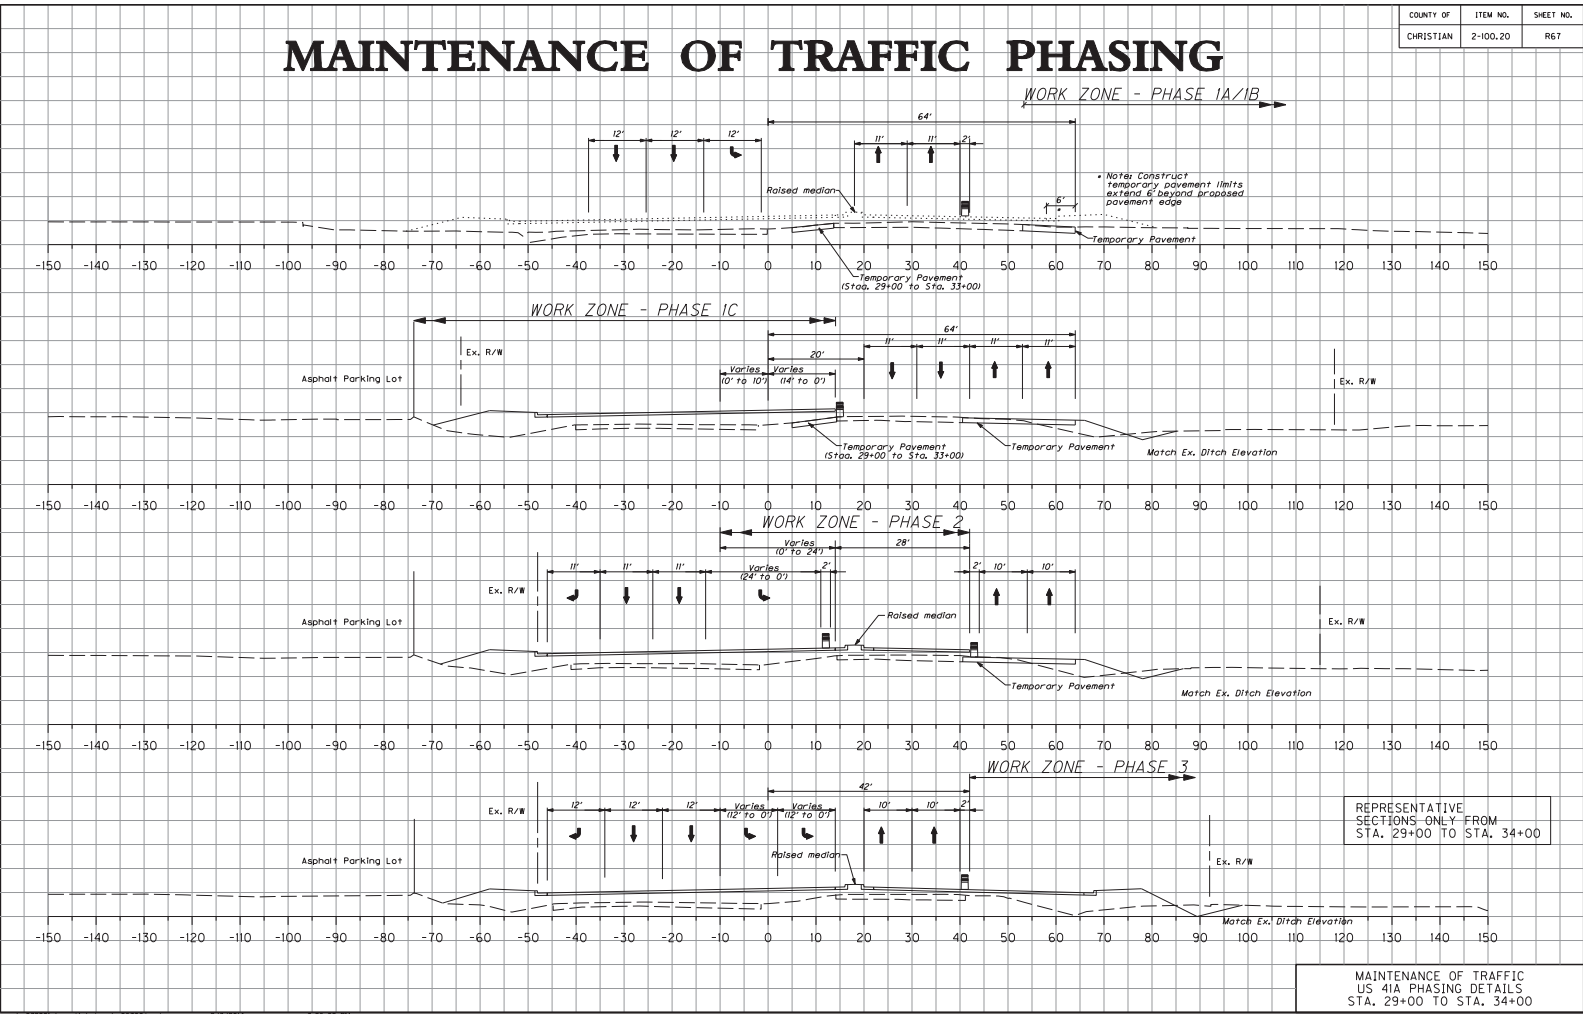 COUNTY OF ITEM NO. SHEET NO.
CHRISTIAN 2-100.20 R67
MAINTENANCE OF TRAFFIC PHASING
WORK ZONE - PHASE 1A/1B
64'
12' 12' 12' 11' 11' 2'
Raised median
• Note: Construct
temporary pavement limits
extend 6' beyond proposed
pavement edge
6'
•
Temporary Pavement
-150 -140 -130 -120 -110 -100 -90 -80 -70 -60 -50 -40 -30 -20 -10 0 10 20 30 40 50 60 70 80 90 100 110 120 130 140 150
Temporary Pavement
(Staa. 29+00 to Sta. 33+00)
WORK ZONE - PHASE 1C
64'
11' 11' 11' 11'
Ex. R/W
20'
Varies Varies
(0' to 10') (14' to 0')
Asphalt Parking Lot
Ex. R/W
Temporary Pavement
(Staa. 29+00 to Sta. 33+00)
Temporary Pavement
Match Ex. Ditch Elevation
-150 -140 -130 -120 -110 -100 -90 -80 -70 -60 -50 -40 -30 -20 -10 0 10 20 30 40 50 60 70 80 90 100 110 120 130 140 150
WORK ZONE - PHASE 2
Varies
(0' to 24')
28'
11' 11' 11' Varies 2' 2' 10' 10'
(24' to 0')
Ex. R/W
Asphalt Parking Lot
Raised median
Ex. R/W
Temporary Pavement
Match Ex. Ditch Elevation
-150 -140 -130 -120 -110 -100 -90 -80 -70 -60 -50 -40 -30 -20 -10 0 10 20 30 40 50 60 70 80 90 100 110 120 130 140 150
WORK ZONE - PHASE 3
42'
Ex. R/W
12' 12' 12' Varies Varies 10' 10' 2'
(12' to 0') (12' to 0')
REPRESENTATIVE
SECTIONS ONLY FROM
STA. 29+00 TO STA. 34+00
Asphalt Parking Lot
Raised median
Ex. R/W
Match Ex. Ditch Elevation
-150 -140 -130 -120 -110 -100 -90 -80 -70 -60 -50 -40 -30 -20 -10 0 10 20 30 40 50 60 70 80 90 100 110 120 130 140 150
MAINTENANCE OF TRAFFIC
US 41A PHASING DETAILS
STA. 29+00 TO STA. 34+00